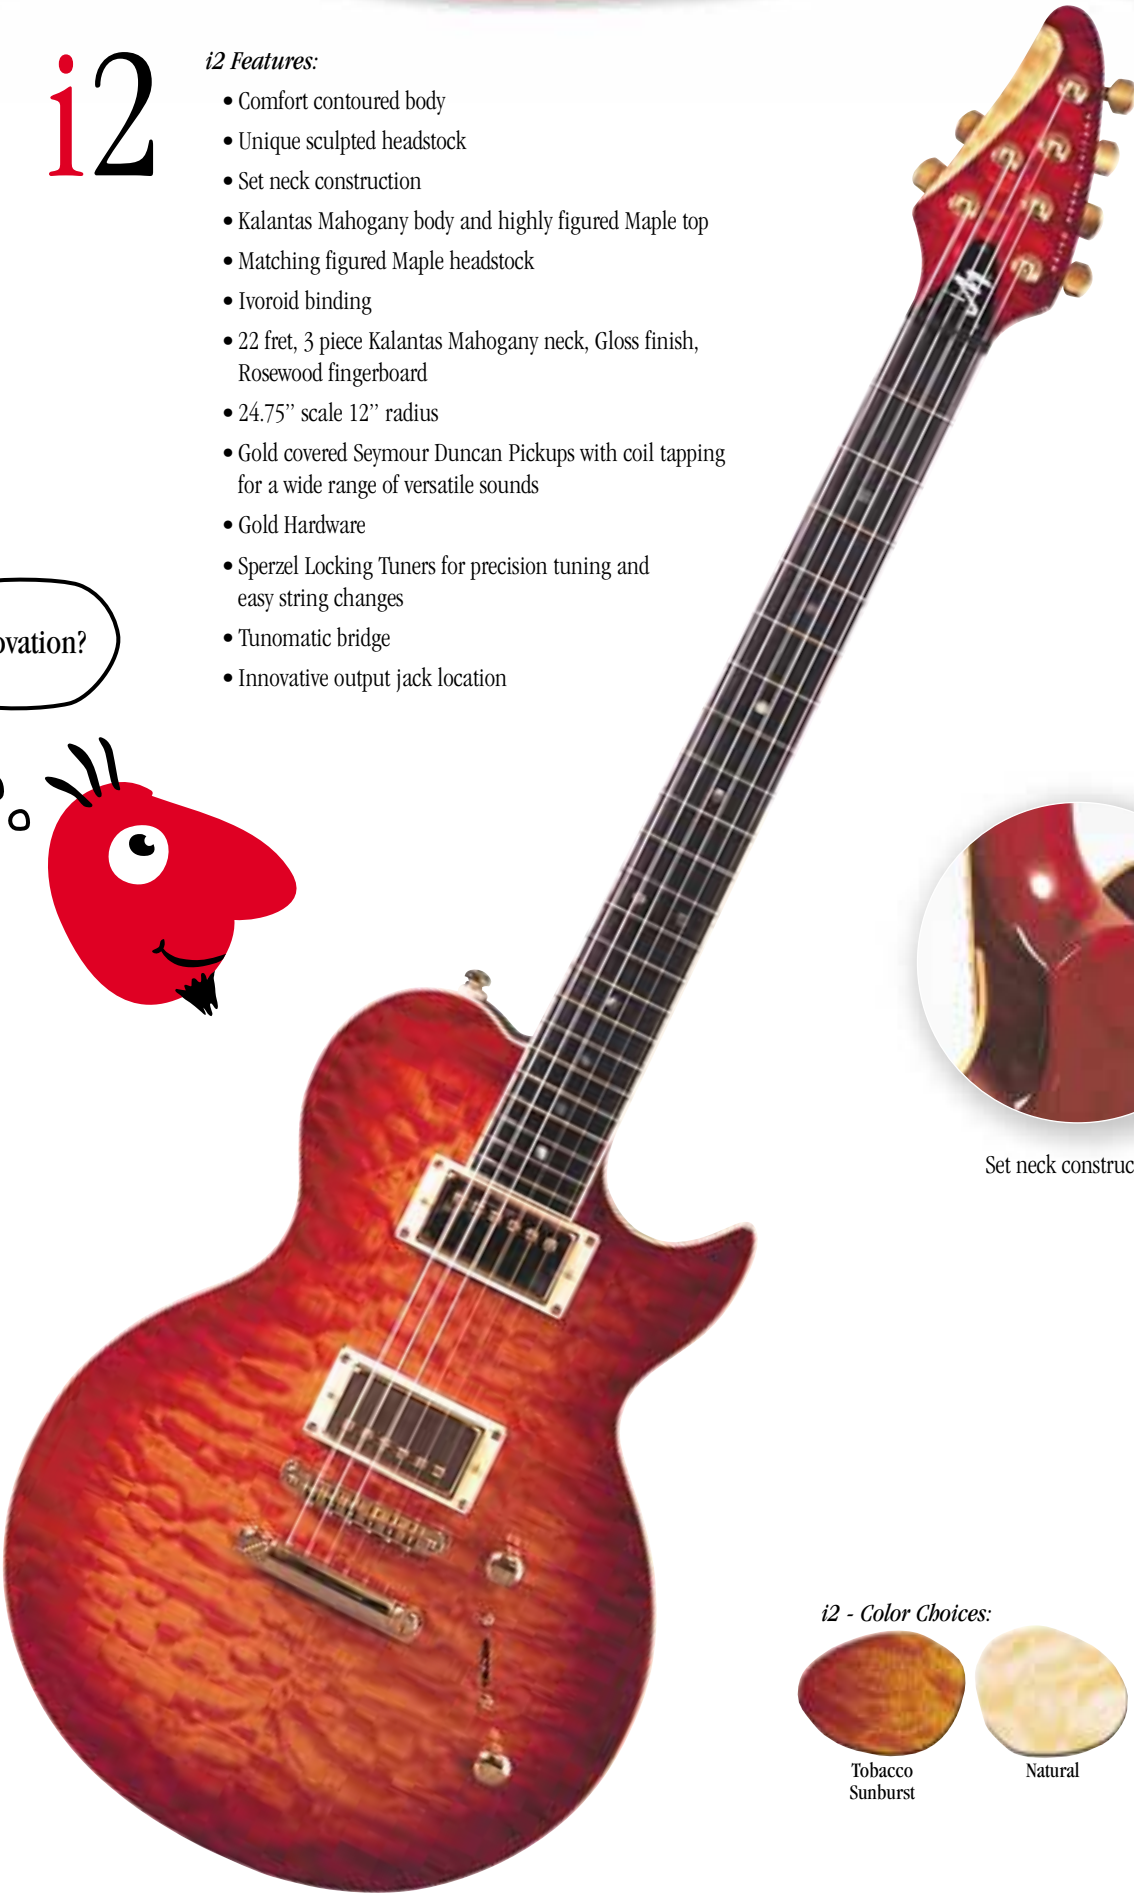 i2
i2 Features:
• Comfort contoured body
• Unique sculpted headstock
• Set neck construction
• Kalantas Mahogany body and highly figured Maple top
• Matching figured Maple headstock
• Ivoroid binding
• 22 fret, 3 piece Kalantas Mahogany neck, Gloss finish,
Rosewood fingerboard
• 24.75’’ scale 12’’ radius
• Gold covered Seymour Duncan Pickups with coil tapping
for a wide range of versatile sounds
• Gold Hardware
• Sperzel Locking Tuners for precision tuning and
easy string changes
• Tunomatic bridge
• Innovative output jack location
ovation?
Set neck construc
i2 - Color Choices:
Tobacco
Sunburst
Natural